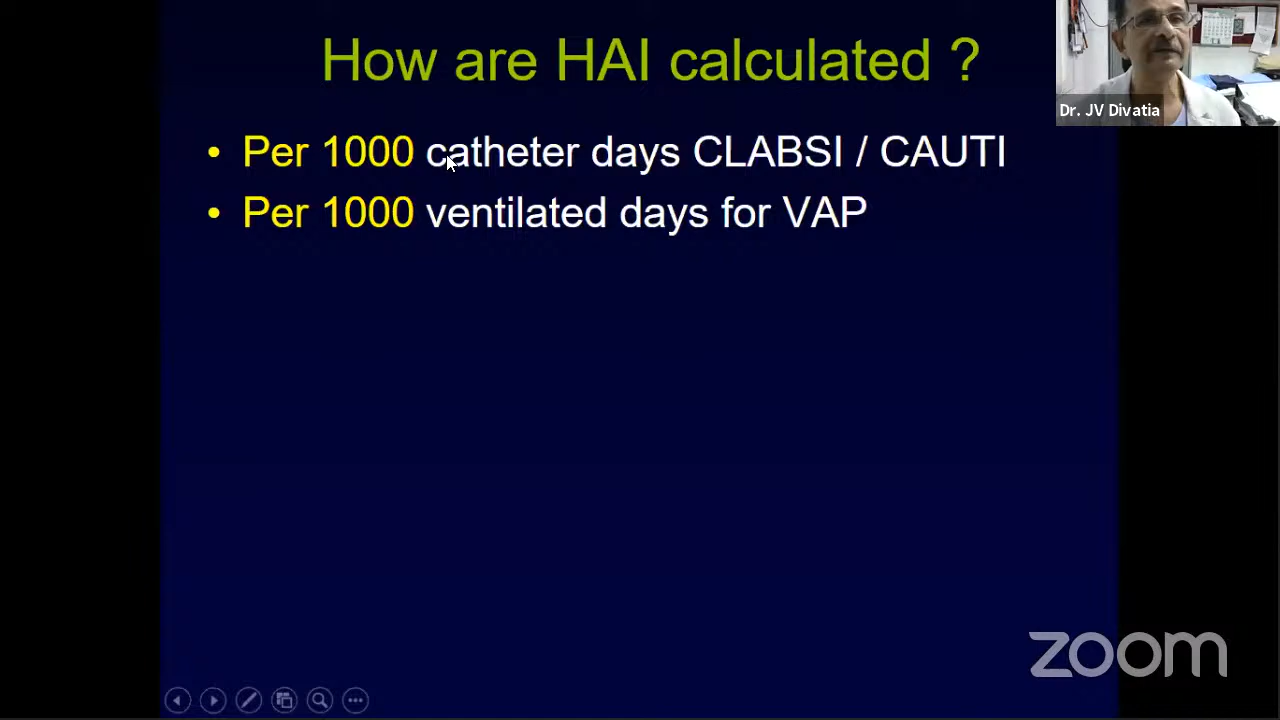 How are HAI calculated ?
Dr. JV Divatia
• Per 1000 catheter days CLABSI / CAUTI
• Per 1000 ventilated days for VAP
zoom